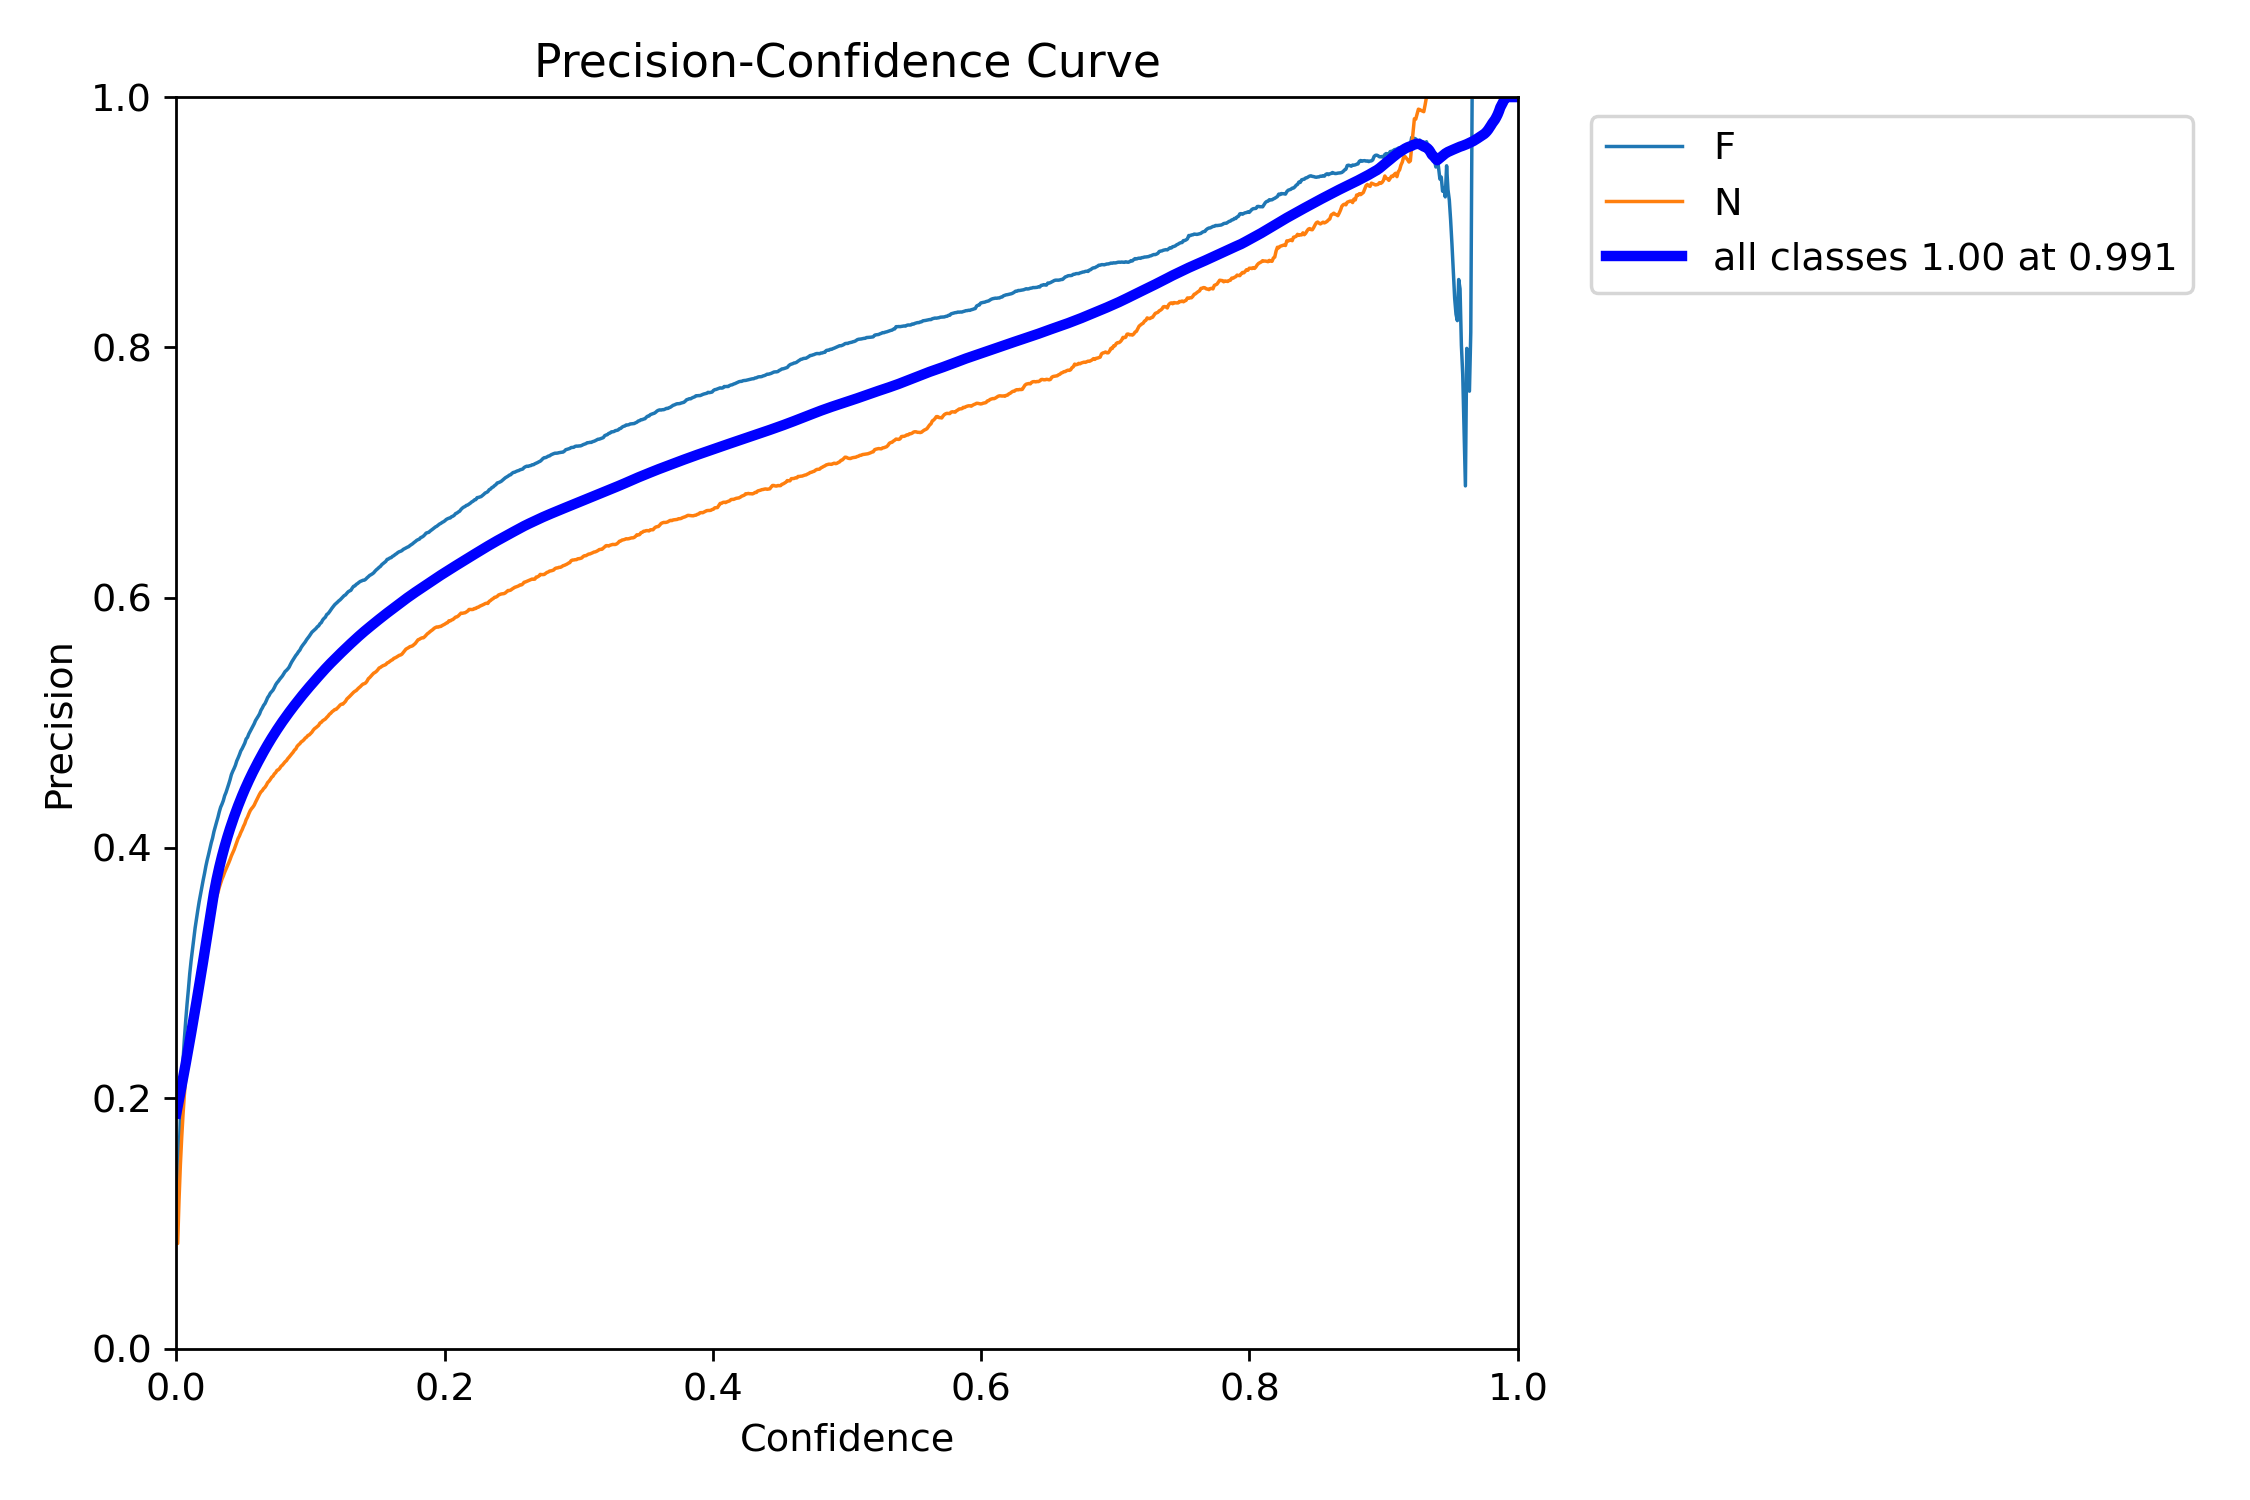 Precision-Confidence Curve
1.0
0.8
0.6
0.4
0.2
0.0
Precision
0.0 0.2 0.4 0.6 0.8 1.0
Confidence
F
N
all classes 1.00 at 0.991